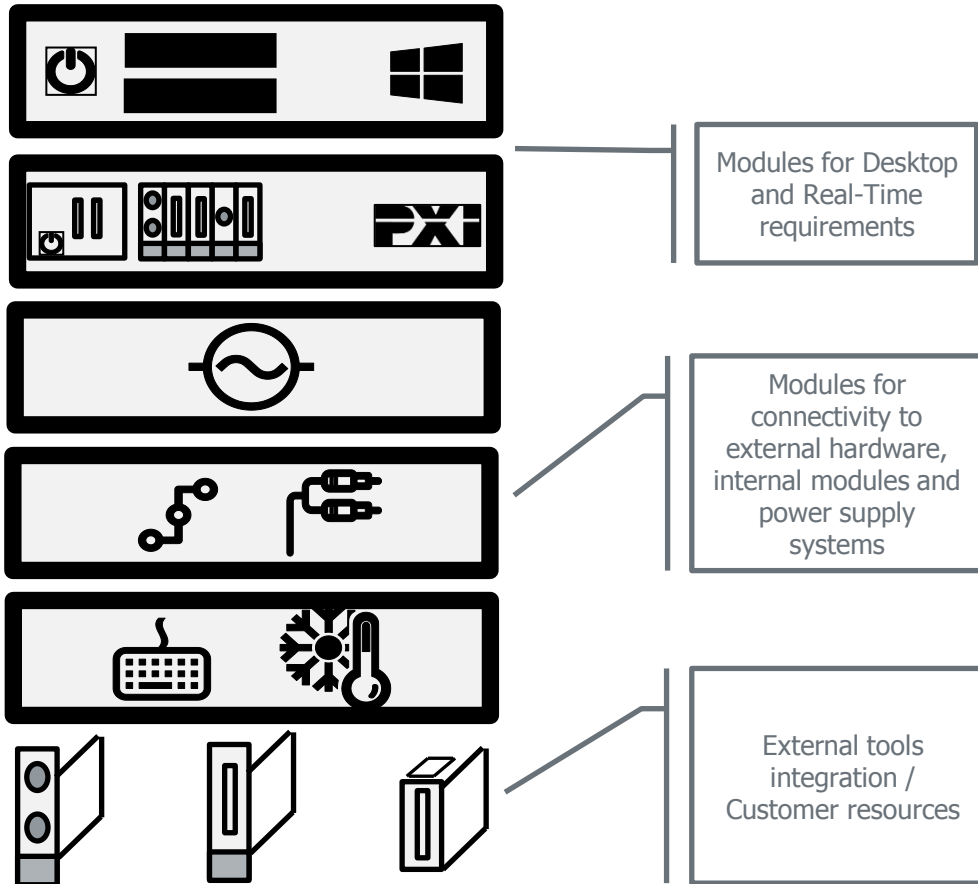 Modules for Desktop
and Real-Time
requirements
PXI
Modules for
connectivity to
external hardware,
internal modules and
power supply
systems
External tools
integration /
Customer resources